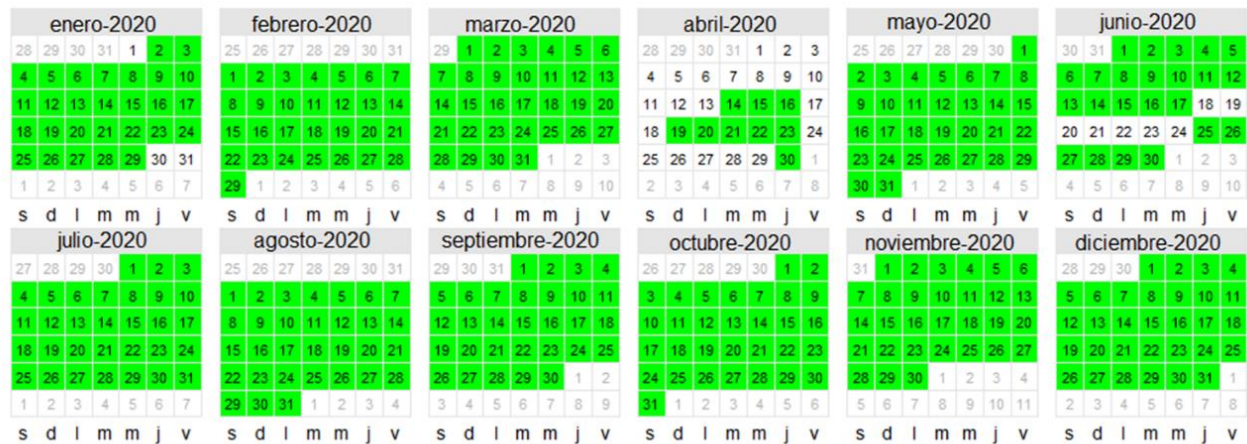 enero-2020 febrero-2020 marzo-2020 abril-2020 mayo-2020 junio-2020
28 29 30 31 1 2 3 25 26 27 28 29 30 31 29 1 2 3 4 5 6 28 29 30 31 1 2 3 25 26 27 28 29 30 1 30 31 1 2 3 4 5
4 5 6 7 8 9 10 1 2 3 4 5 6 7 7 8 9 10 11 12 13 4 5 6 7 8 9 10 2 3 4 5 6 7 8 6 7 8 9 10 11 12
11 12 13 14 15 16 17 8 9 10 11 12 13 14 14 15 16 17 18 19 20 11 12 13 14 15 16 17 9 10 11 12 13 14 15 13 14 15 16 17 18 19
18 19 20 21 22 23 24 15 16 17 18 19 20 21 21 22 23 24 25 26 27 18 19 20 21 22 23 24 16 17 18 19 20 21 22 20 21 22 23 24 25 26
25 26 27 28 29 30 31 22 23 24 25 26 27 28 28 29 30 31 1 2 3 25 26 27 28 29 30 1 23 24 25 26 27 28 29 27 28 29 30 1 2 3
1 2 3 4 5 6 7 29 1 2 3 4 5 6 4 5 6 7 8 9 10 2 3 4 5 6 7 8 30 31 1 2 3 4 5 4 5 6 7 8 9 10
s d l m m j v s d l m m j v s d l m m j v s d l m m j v s d l m m j v s d l m m j v
julio-2020 agosto-2020 septiembre-2020 octubre-2020 noviembre-2020 diciembre-2020
27 28 29 30 1 2 3 25 26 27 28 29 30 31 29 30 31 1 2 3 4 26 27 28 29 30 1 2 31 1 2 3 4 5 6 28 29 30 1 2 3 4
4 5 6 7 8 9 10 1 2 3 4 5 6 7 5 6 7 8 9 10 11 3 4 5 6 7 8 9 7 8 9 10 11 12 13 5 6 7 8 9 10 11
11 12 13 14 15 16 17 8 9 10 11 12 13 14 12 13 14 15 16 17 18 10 11 12 13 14 15 16 14 15 16 17 18 19 20 12 13 14 15 16 17 18
18 19 20 21 22 23 24 15 16 17 18 19 20 21 19 20 21 22 23 24 25 17 18 19 20 21 22 23 21 22 23 24 25 26 27 19 20 21 22 23 24 25
25 26 27 28 29 30 31 22 23 24 25 26 27 28 26 27 28 29 30 1 2 24 25 26 27 28 29 30 28 29 30 1 2 3 4 26 27 28 29 30 31 1
1 2 3 4 5 6 7 29 30 31 1 2 3 4 3 4 5 6 7 8 9 31 1 2 3 4 5 6 5 6 7 8 9 10 11 2 3 4 5 6 7 8
s d l m m j v s d l m m j v s d l m m j v s d l m m j v s d l m m j v s d l m m j v